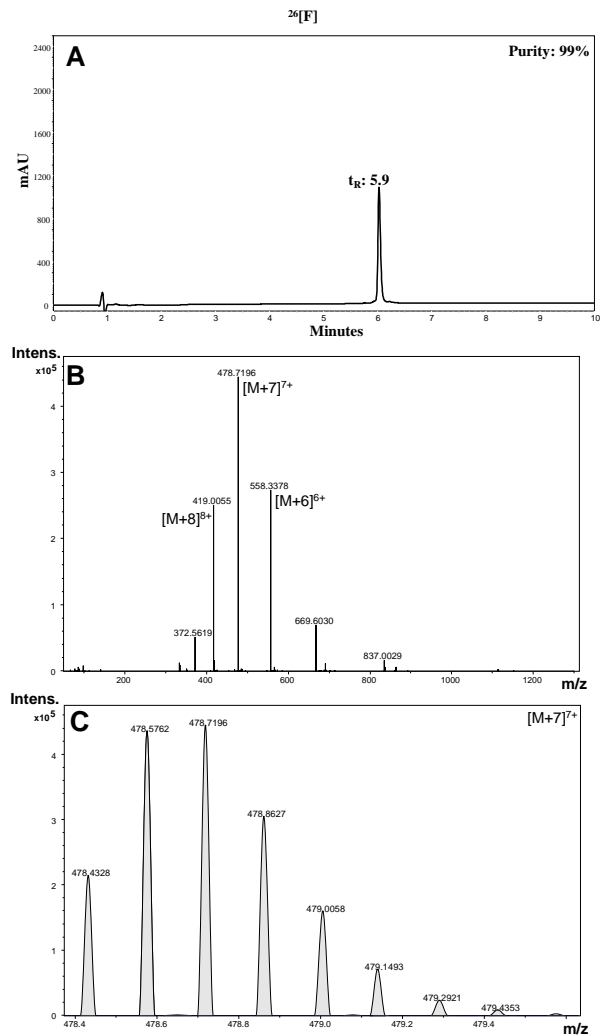 ²⁶[F]
A
Purity: 99%
2400
2000
1600
1200
800
400
0
mAU
t_R: 5.9
0 1 2 3 4 5 6 7 8 9 10
Minutes
Intens.
x10⁵
B
478.7196
[M+7]⁷⁺
4
3
558.3378
419.0055
[M+6]⁶⁺
[M+8]⁸⁺
2
1
669.6030
372.5619
837.0029
0
200 400 600 800 1000 1200 m/z
Intens.
x10⁵
C
[M+7]⁷⁺
478.5762
478.7196
4
478.8627
3
478.4328
2
479.0058
1
479.1493
479.2921
479.4353
0
478.4 478.6 478.8 479.0 479.2 479.4 m/z